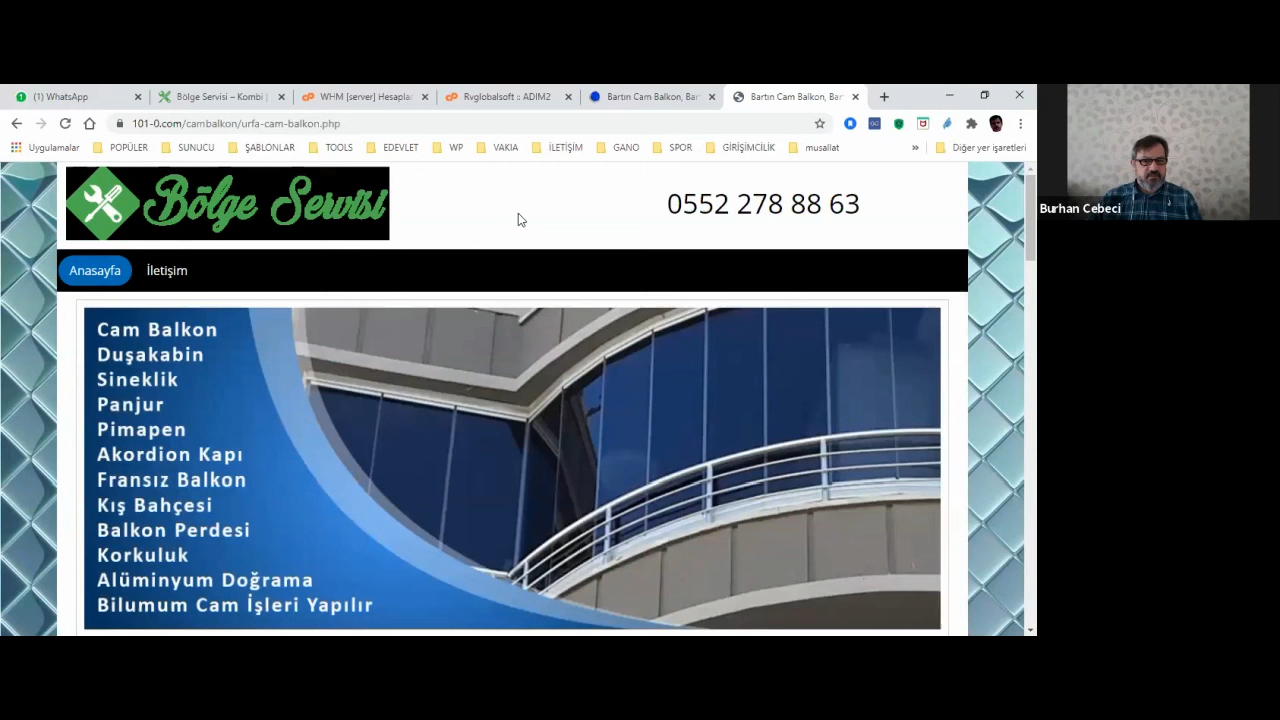 (1) WhatsApp
Bölge Servisi – Kombi |
WHM [server] Hesapla
Rvglobalsoft :: ADIM2
Bartın Cam Balkon, Bar
Bartın Cam Balkon, Bar
101-0.com/cambalkon/urfa-cam-balkon.php
Uygulamalar
POPÜLER
SUNUCU
ŞABLONLAR
TOOLS
EDEVLET
WP
VAKIA
İLETİŞİM
GANO
SPOR
GİRİŞİMCİLİK
musallat
»
Diğer yer işaretleri
Bölge Servisi
0552 278 88 63
Anasayfa
İletişim
Cam Balkon
Duşakabin
Sineklik
Panjur
Pimapen
Akordion Kapı
Fransız Balkon
Kış Bahçesi
Balkon Perdesi
Korkuluk
Alüminyum Doğrama
Bilumum Cam İşleri Yapılır
Burhan Cebeci